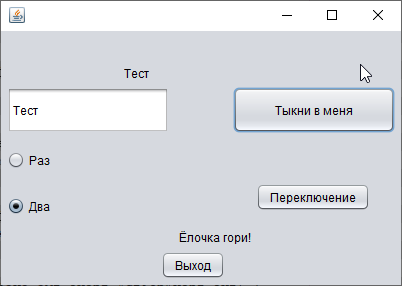 Тест
Тест
Тыкни в меня
Раз
Переключение
Два
Ёлочка гори!
Выход